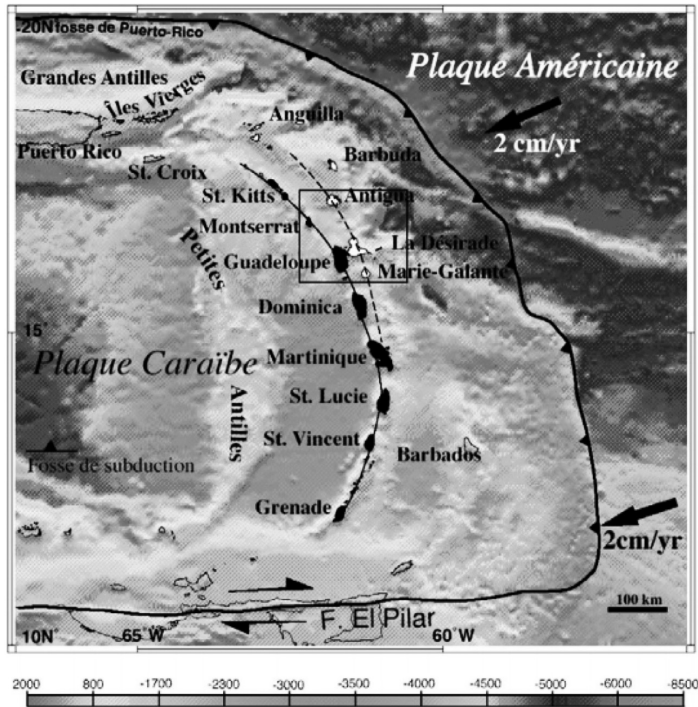 -20N fosse de Puerto-Rico
Plaque Américaine
Grandes Antilles
Îles Vierges
Anguilla
2 cm/yr
Puerto Rico
St. Croix
Barbuda
St. Kitts
Antigua
Montserrat
La Désirade
Petites
Guadeloupe
Marie-Galante
Dominica
15°
Plaque Caraïbe
Martinique
Antilles
St. Lucie
St. Vincent
Barbados
Fosse de subduction
Grenade
2cm/yr
F. El Pilar
100 km
10N°
65°W
60°W
2000 800 -1700 -2300 -3000 -3500 -4000 -4500 -5000 -6000 -8500